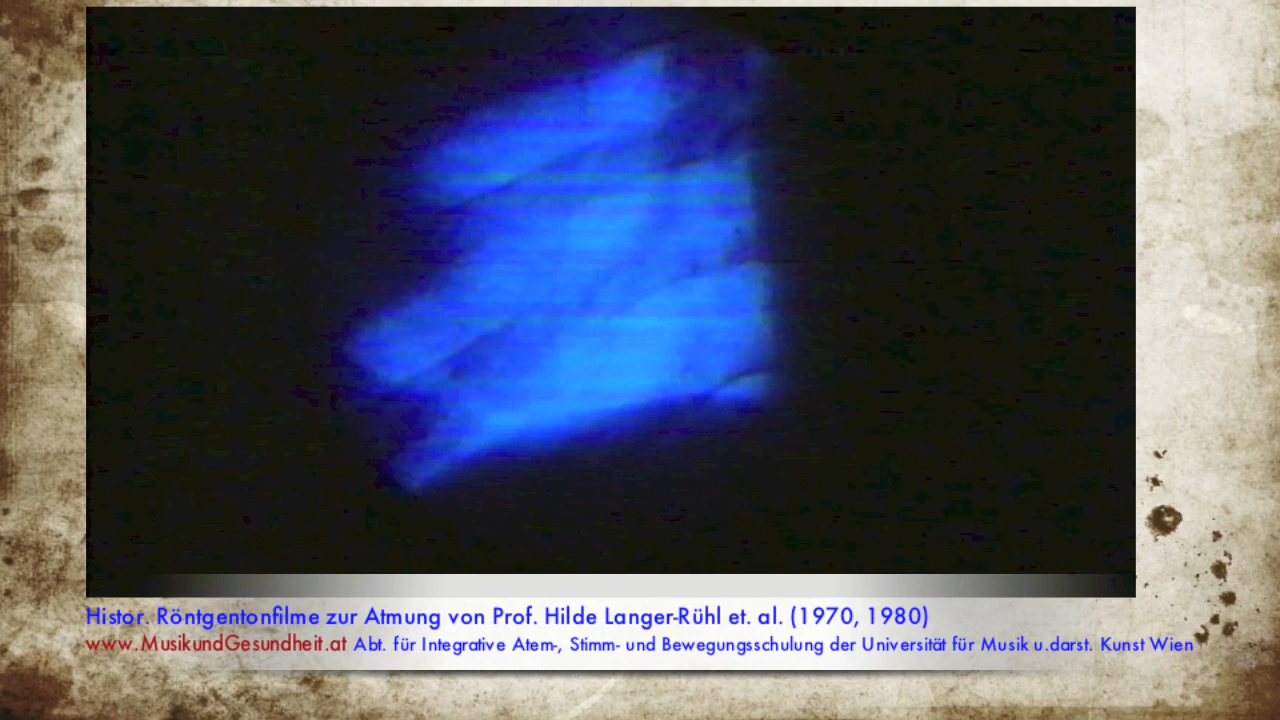 Histor. Röntgentonfilme zur Atmung von Prof. Hilde Langer-Rühl et. al. (1970, 1980)
www.MusikundGesundheit.at Abt. für Integrative Atem-, Stimm- und Bewegungsschulung der Universität für Musik u.darst. Kunst Wien